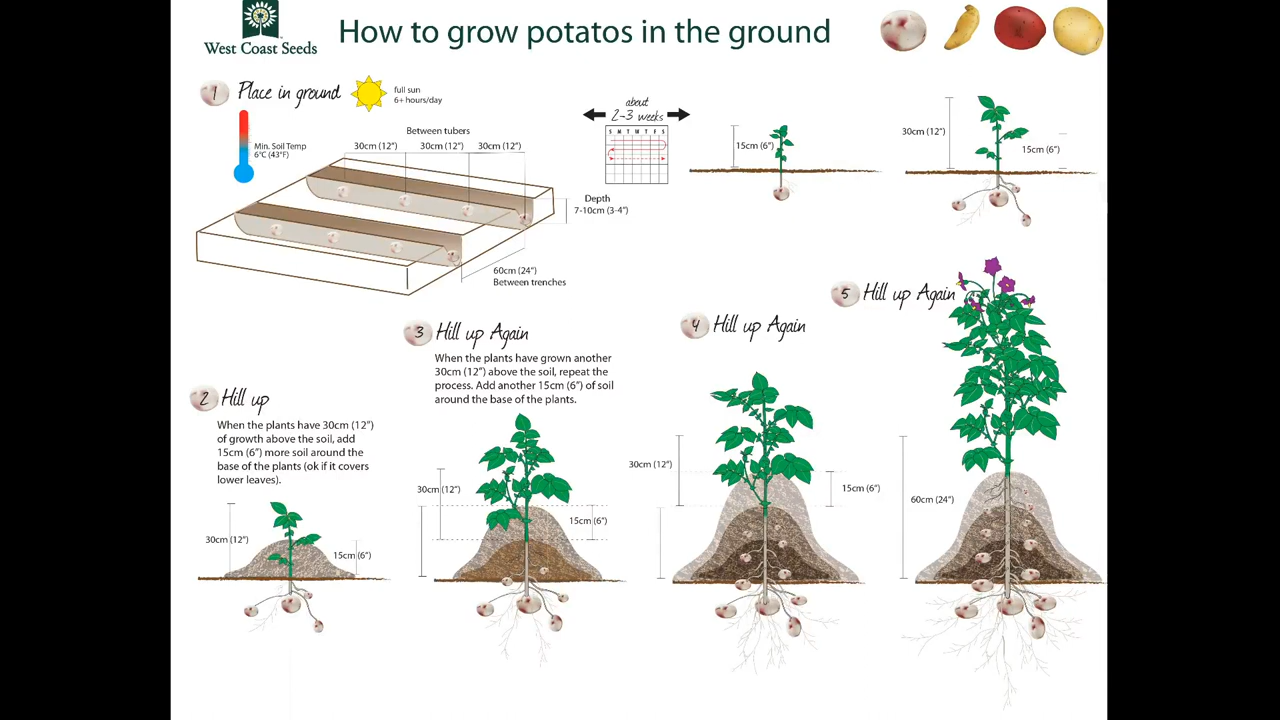 West Coast Seeds
How to grow potatos in the ground
1 Place in ground
full sun
6+ hours/day
Min. Soil Temp
6°C (43°F)
Between tubers
30cm (12")
30cm (12")
30cm (12")
Depth
7-10cm (3-4")
60cm (24")
Between trenches
about
2-3 weeks
S M T W T F S
15cm (6")
30cm (12")
15cm (6")
2 Hill up
When the plants have 30cm (12")
of growth above the soil, add
15cm (6") more soil around the
base of the plants (ok if it covers
lower leaves).
30cm (12")
15cm (6")
3 Hill up Again
When the plants have grown another
30cm (12") above the soil, repeat the
process. Add another 15cm (6") of soil
around the base of the plants.
30cm (12")
15cm (6")
4 Hill up Again
30cm (12")
15cm (6")
5 Hill up Again
60cm (24")